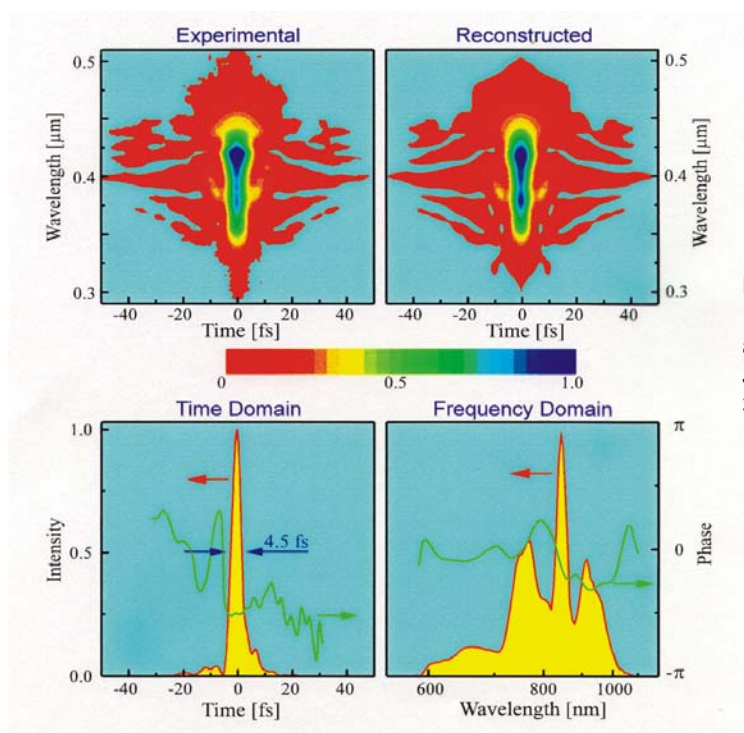 Experimental
Reconstructed
Wavelength [µm]
0.5
0.4
0.3
-40 -20 0 20 40
Time [fs]
-40 -20 0 20 40
Time [fs]
0.5
0.4
0.3
Wavelength [µm]
0 0.5 1.0
Time Domain
Frequency Domain
Intensity
1.0
0.5
0.0
4.5 fs
-40 -20 0 20 40
Time [fs]
600 800 1000
Wavelength [nm]
π
0
-π
Phase